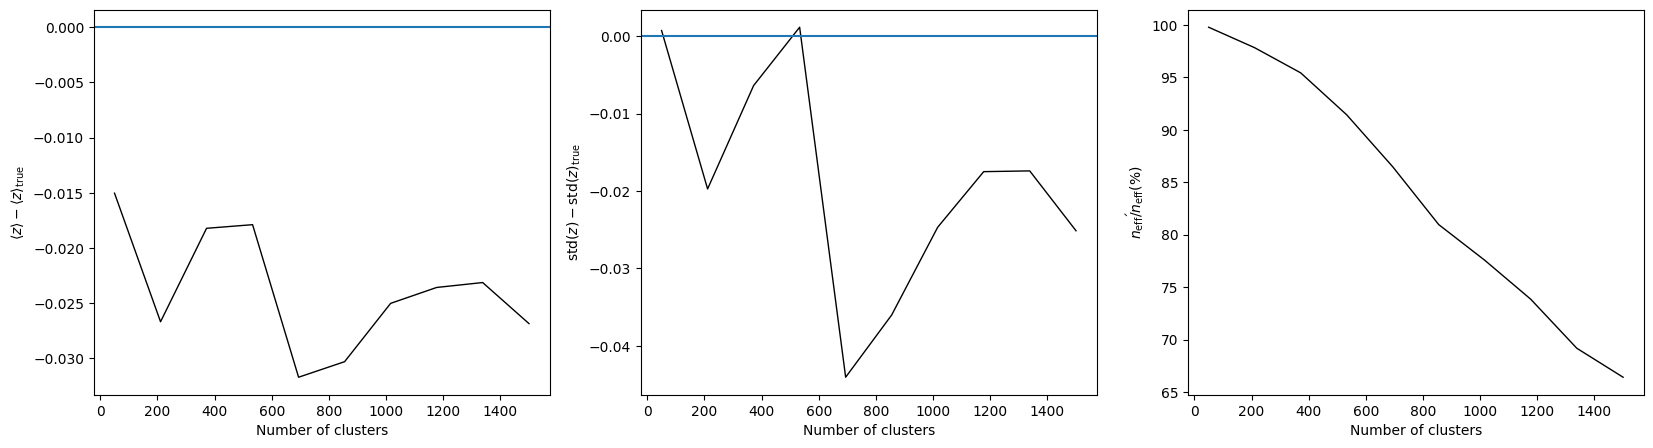 0.000
−0.005
−0.010
−0.015
−0.020
−0.025
−0.030
⟨z⟩ − ⟨z⟩true
0 200 400 600 800 1000 1200 1400
Number of clusters
0.00
−0.01
−0.02
−0.03
−0.04
std(z) − std(z)true
0 200 400 600 800 1000 1200 1400
Number of clusters
100
95
90
85
80
75
70
65
n′eff/neff(%)
0 200 400 600 800 1000 1200 1400
Number of clusters